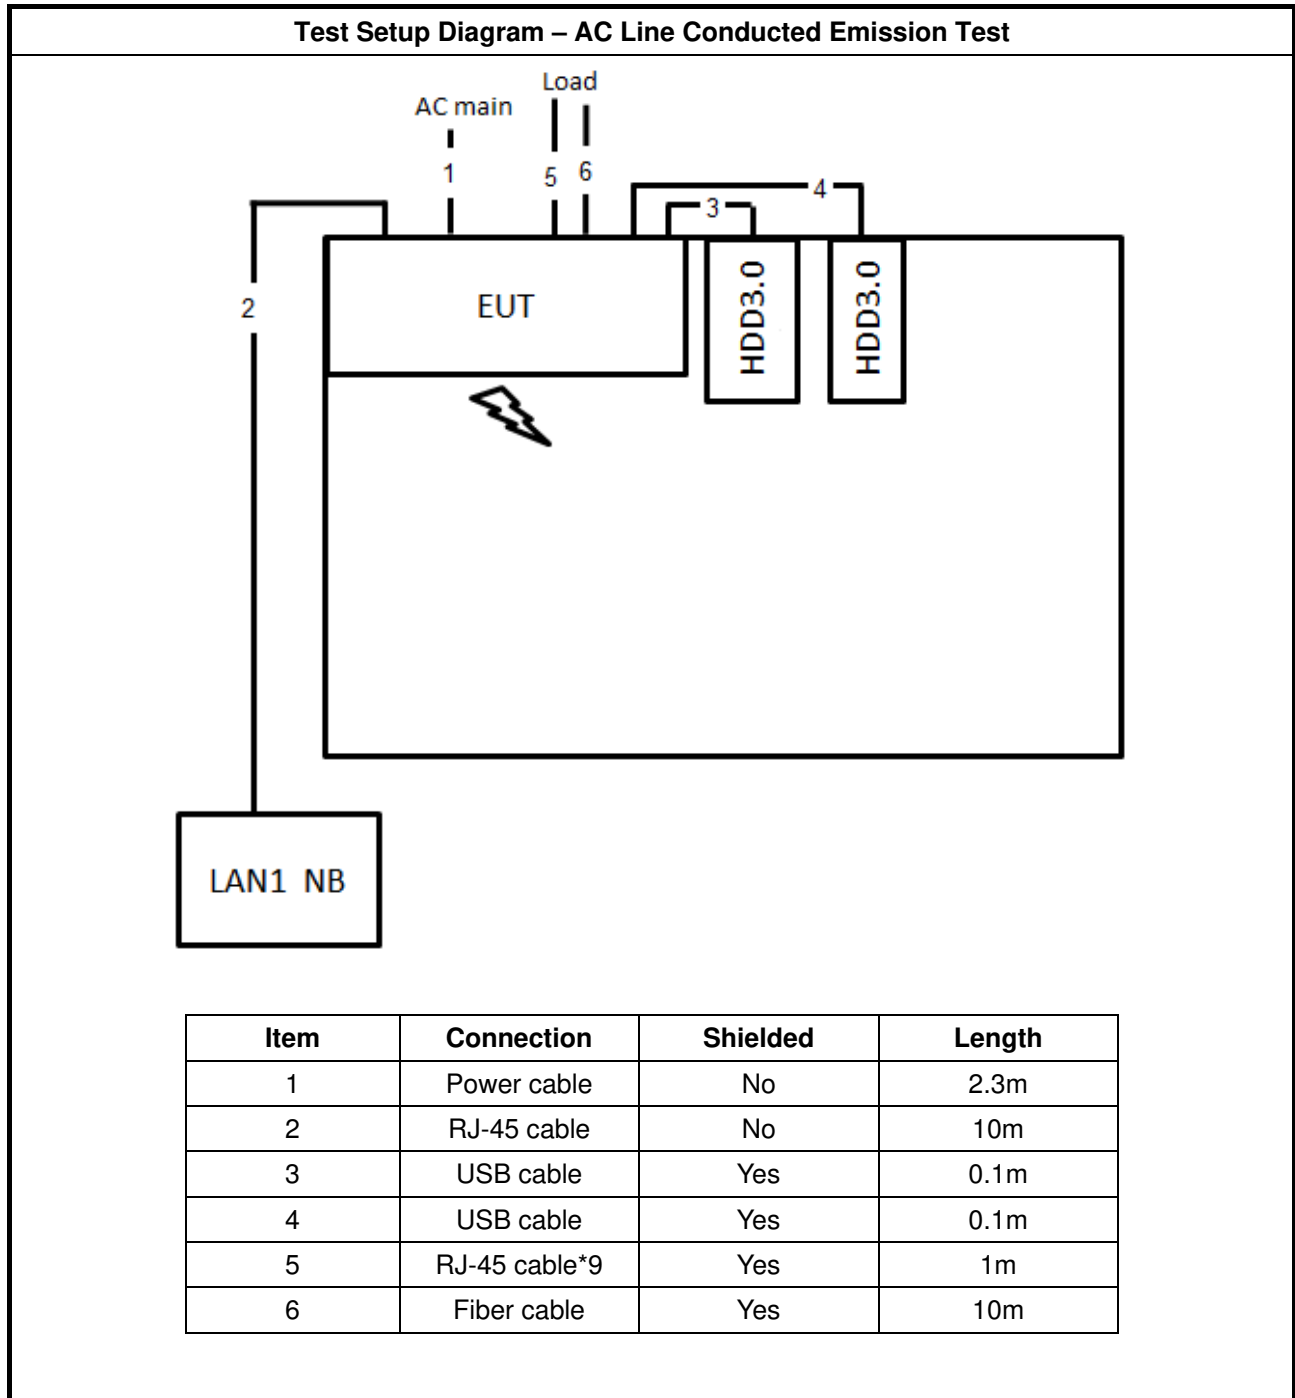 Test Setup Diagram – AC Line Conducted Emission Test
Load
AC main
1
5
6
4
3
2
EUT
HDD3.0
HDD3.0
LAN1 NB
Item Connection Shielded Length
1 Power cable No 2.3m
2 RJ-45 cable No 10m
3 USB cable Yes 0.1m
4 USB cable Yes 0.1m
5 RJ-45 cable*9 Yes 1m
6 Fiber cable Yes 10m